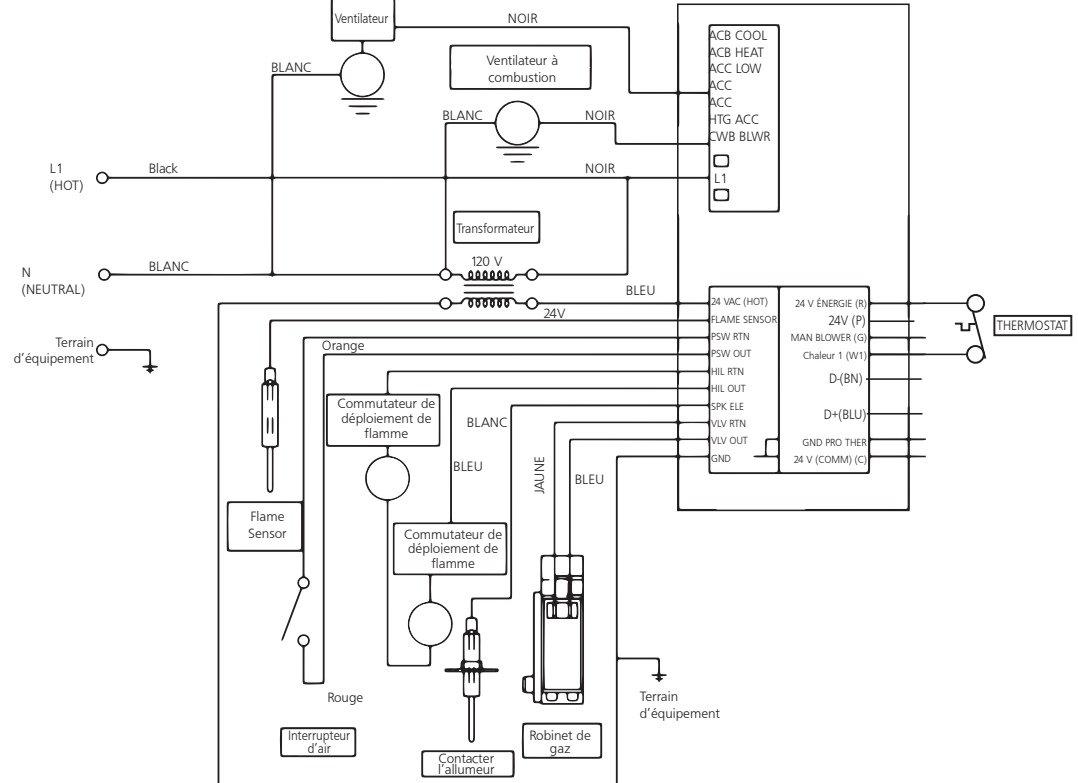 Ventilateur
NOIR
BLANC
Ventilateur à
combustion
BLANC
NOIR
ACB COOL
ACB HEAT
ACC LOW
ACC
ACC
HTG ACC
CWB BLWR
L1
L1
(HOT)
Black
NOIR
Transformateur
120 V
N
(NEUTRAL)
BLANC
BLEU
24V
Terrain
d'équipement
24 VAC (HOT)
FLAME SENSOR
PSW RTN
PSW OUT
HIL RTN
HIL OUT
SPK ELE
VLV RTN
VLV OUT
GND
24 V ÉNERGIE (R)
24V (P)
MAN BLOWER (G)
Chaleur 1 (W1)
D-(BN)
D+(BLU)
GND PRO THER
24 V (COMM) (C)
THERMOSTAT
Orange
Commutateur de
déploiement de
flamme
BLANC
BLEU
JAUNE
BLEU
Flame
Sensor
Commutateur de
déploiement de
flamme
Rouge
Interrupteur
d'air
Contacter
l'allumeur
Robinet de
gaz
Terrain
d'équipement